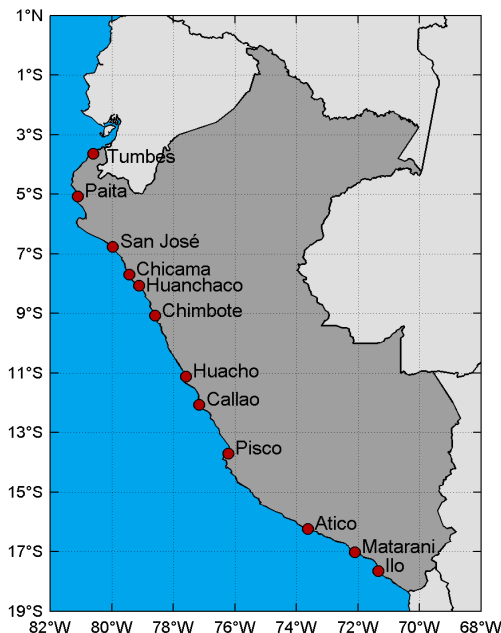 1°N
1°S
3°S
Tumbes
5°S
Paita
San José
7°S
Chicama
Huanchaco
9°S
Chimbote
11°S
Huacho
Callao
13°S
Pisco
15°S
Atico
17°S
Matarani
Ilo
19°S
82°W 80°W 78°W 76°W 74°W 72°W 70°W 68°W